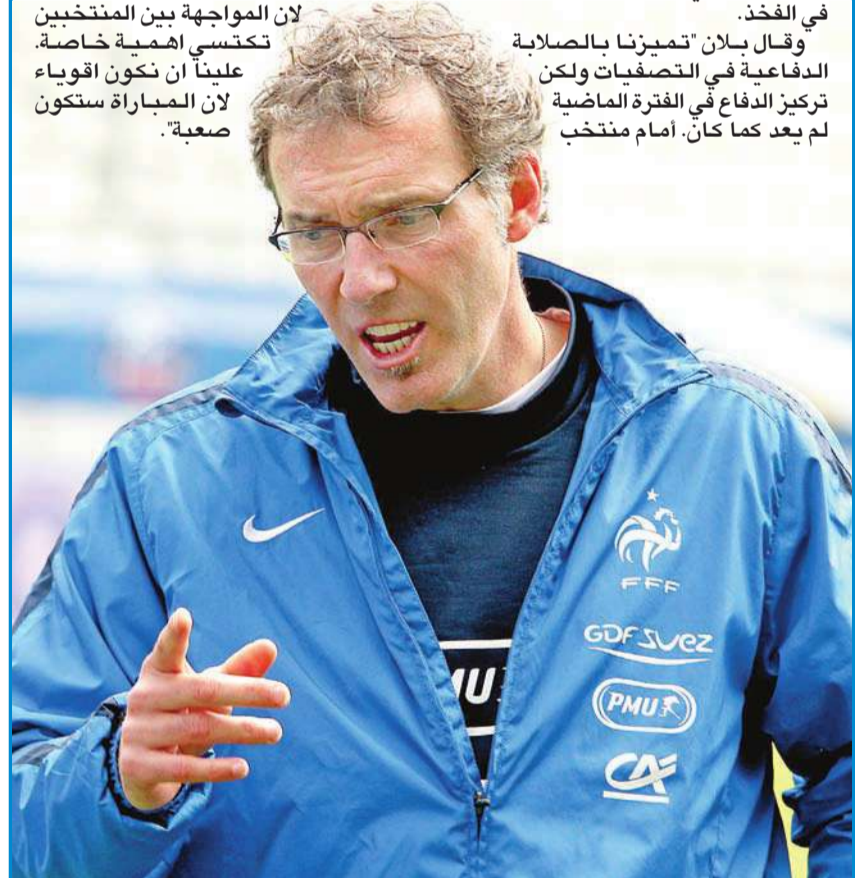 في الفخذ.
وقال بلان "تميزنا بالصلابة
الدفاعية في التصفيات ولكن
تركيز الدفاع في الفترة الماضية
لم يعد كما كان. أمام منتخب
لان المواجهة بين المنتخبين
تكتسي اهمية خاصة.
علينا ان نكون اقوياء
لان المباراة ستكون
صعبة".
FFF
GDF SUEZ
PMU
CA